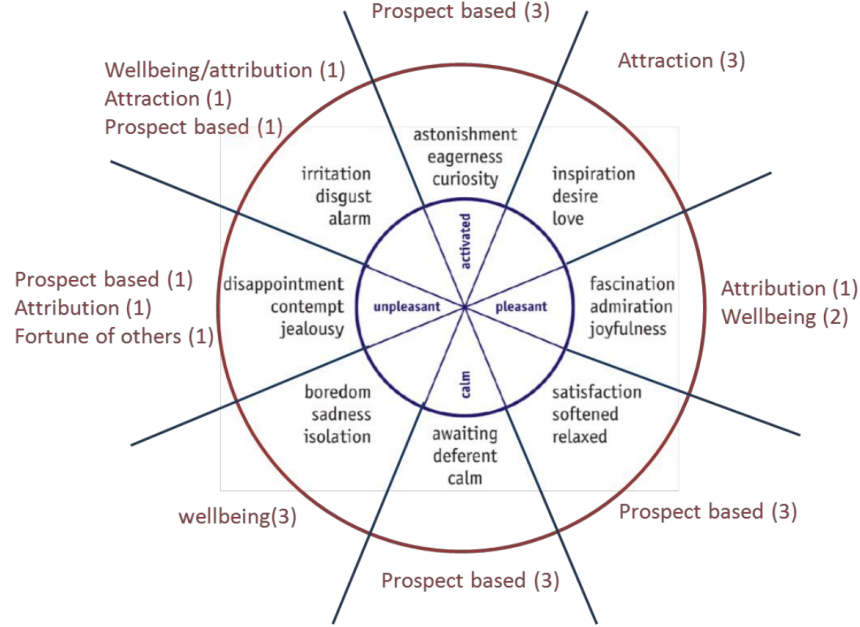 Prospect based (3)
Attraction (3)
Wellbeing/attribution (1)
Attraction (1)
Prospect based (1)
astonishment
eagerness
curiosity
irritation
disgust
alarm
inspiration
desire
love
activated
Prospect based (1)
Attribution (1)
Fortune of others (1)
disappointment
contempt
jealousy
unpleasant
pleasant
fascination
admiration
joyfulness
Attribution (1)
Wellbeing (2)
calm
boredom
sadness
isolation
awaiting
deferent
calm
satisfaction
softened
relaxed
wellbeing(3)
Prospect based (3)
Prospect based (3)